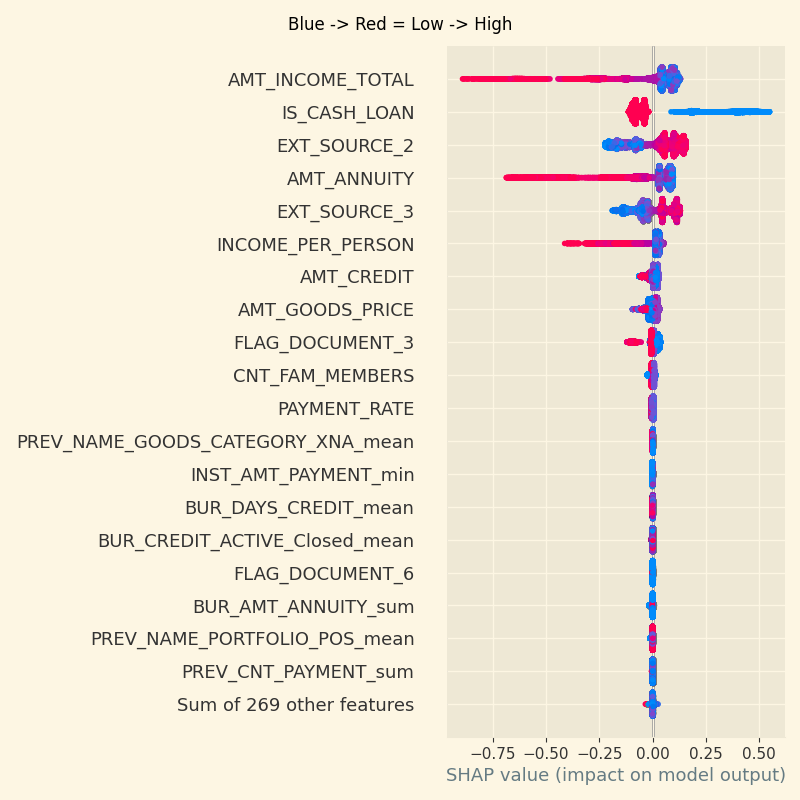 Blue -> Red = Low -> High
AMT_INCOME_TOTAL
IS_CASH_LOAN
EXT_SOURCE_2
AMT_ANNUITY
EXT_SOURCE_3
INCOME_PER_PERSON
AMT_CREDIT
AMT_GOODS_PRICE
FLAG_DOCUMENT_3
CNT_FAM_MEMBERS
PAYMENT_RATE
PREV_NAME_GOODS_CATEGORY_XNA_mean
INST_AMT_PAYMENT_min
BUR_DAYS_CREDIT_mean
BUR_CREDIT_ACTIVE_Closed_mean
FLAG_DOCUMENT_6
BUR_AMT_ANNUITY_sum
PREV_NAME_PORTFOLIO_POS_mean
PREV_CNT_PAYMENT_sum
Sum of 269 other features
−0.75 −0.50 −0.25 0.00 0.25 0.50
SHAP value (impact on model output)